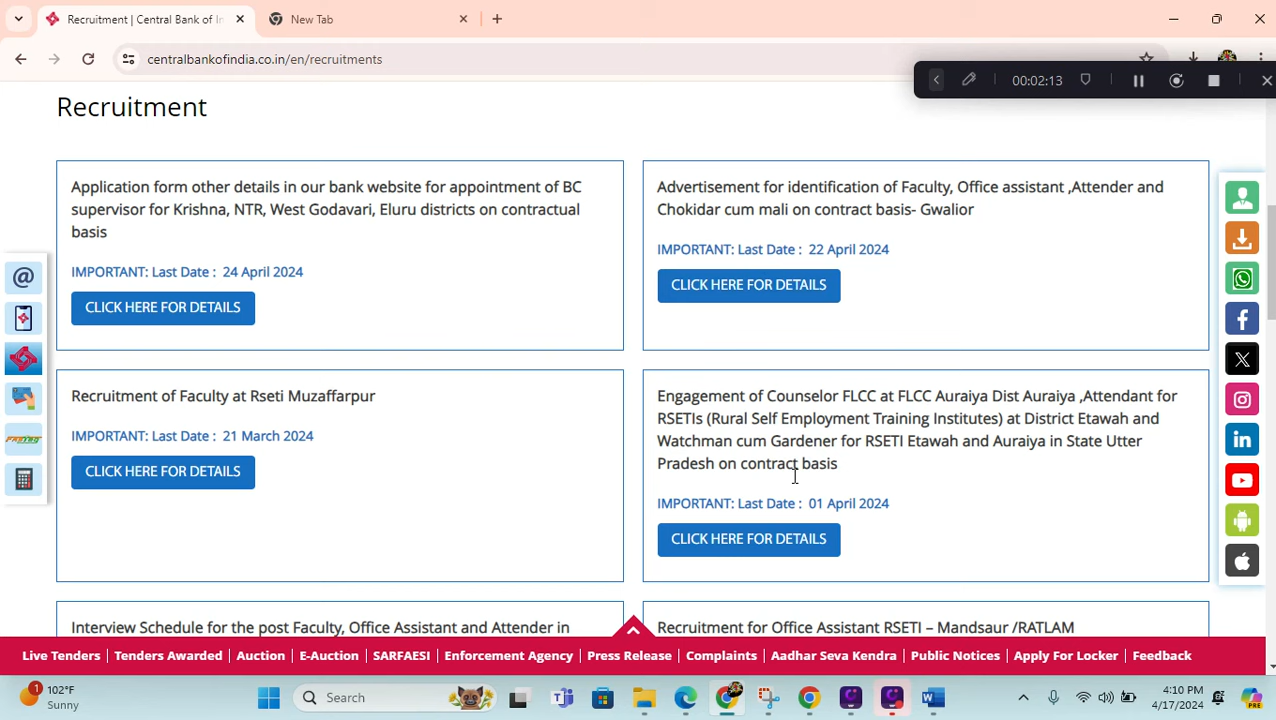 Recruitment | Central Bank of In
New Tab
centralbankofindia.co.in/en/recruitments
00:02:13
Recruitment
Application form other details in our bank website for appointment of BC
supervisor for Krishna, NTR, West Godavari, Eluru districts on contractual
basis
IMPORTANT: Last Date : 24 April 2024
CLICK HERE FOR DETAILS
Advertisement for identification of Faculty, Office assistant ,Attender and
Chokidar cum mali on contract basis- Gwalior
IMPORTANT: Last Date : 22 April 2024
CLICK HERE FOR DETAILS
Recruitment of Faculty at Rseti Muzaffarpur
IMPORTANT: Last Date : 21 March 2024
CLICK HERE FOR DETAILS
Engagement of Counselor FLCC at FLCC Auraiya Dist Auraiya ,Attendant for
RSETIs (Rural Self Employment Training Institutes) at District Etawah and
Watchman cum Gardener for RSETI Etawah and Auraiya in State Utter
Pradesh on contract basis
IMPORTANT: Last Date : 01 April 2024
CLICK HERE FOR DETAILS
Interview Schedule for the post Faculty, Office Assistant and Attender in
Recruitment for Office Assistant RSETI – Mandsaur /RATLAM
Live Tenders | Tenders Awarded | Auction | E-Auction | SARFAESI | Enforcement Agency | Press Release | Complaints | Aadhar Seva Kendra | Public Notices | Apply For Locker | Feedback
1
102°F
Sunny
Search
4:10 PM
4/17/2024